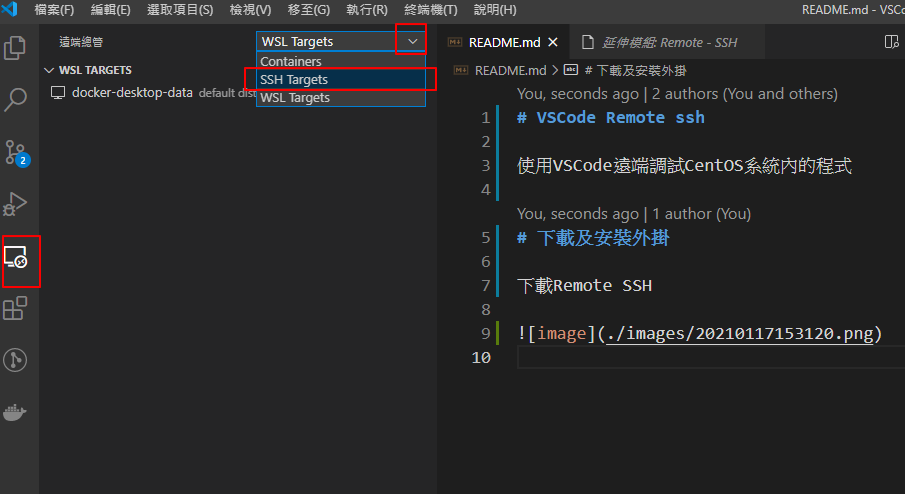 檔案(F) 編輯(E) 選取項目(S) 檢視(V) 移至(G) 執行(R) 終端機(T) 說明(H) README.md - VSCo
遠端總管 WSL Targets
Containers
SSH Targets
WSL Targets
WSL TARGETS
docker-desktop-data default dist
2
README.md 延伸模組: Remote - SSH
README.md > # 下載及安裝外掛
You, seconds ago | 2 authors (You and others)
1 # VSCode Remote ssh
2
3 使用VSCode遠端調試CentOS系統內的程式
4
You, seconds ago | 1 author (You)
5 # 下載及安裝外掛
6
7 下載Remote SSH
8
9 ![image](./images/20210117153120.png)
10